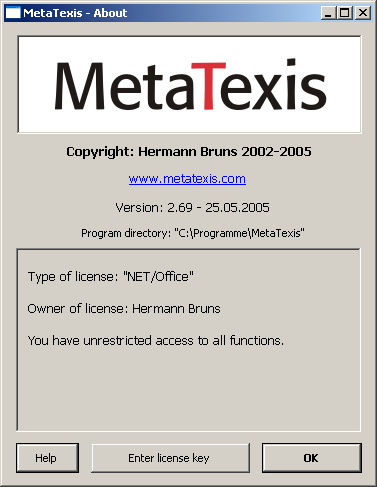 MetaTexis - About
MetaTexis
Copyright: Hermann Bruns 2002-2005
www.metatexis.com
Version: 2.69 - 25.05.2005
Program directory: "C:\Programme\MetaTexis"
Type of license: "NET/Office"
Owner of license: Hermann Bruns
You have unrestricted access to all functions.
Help
Enter license key
OK